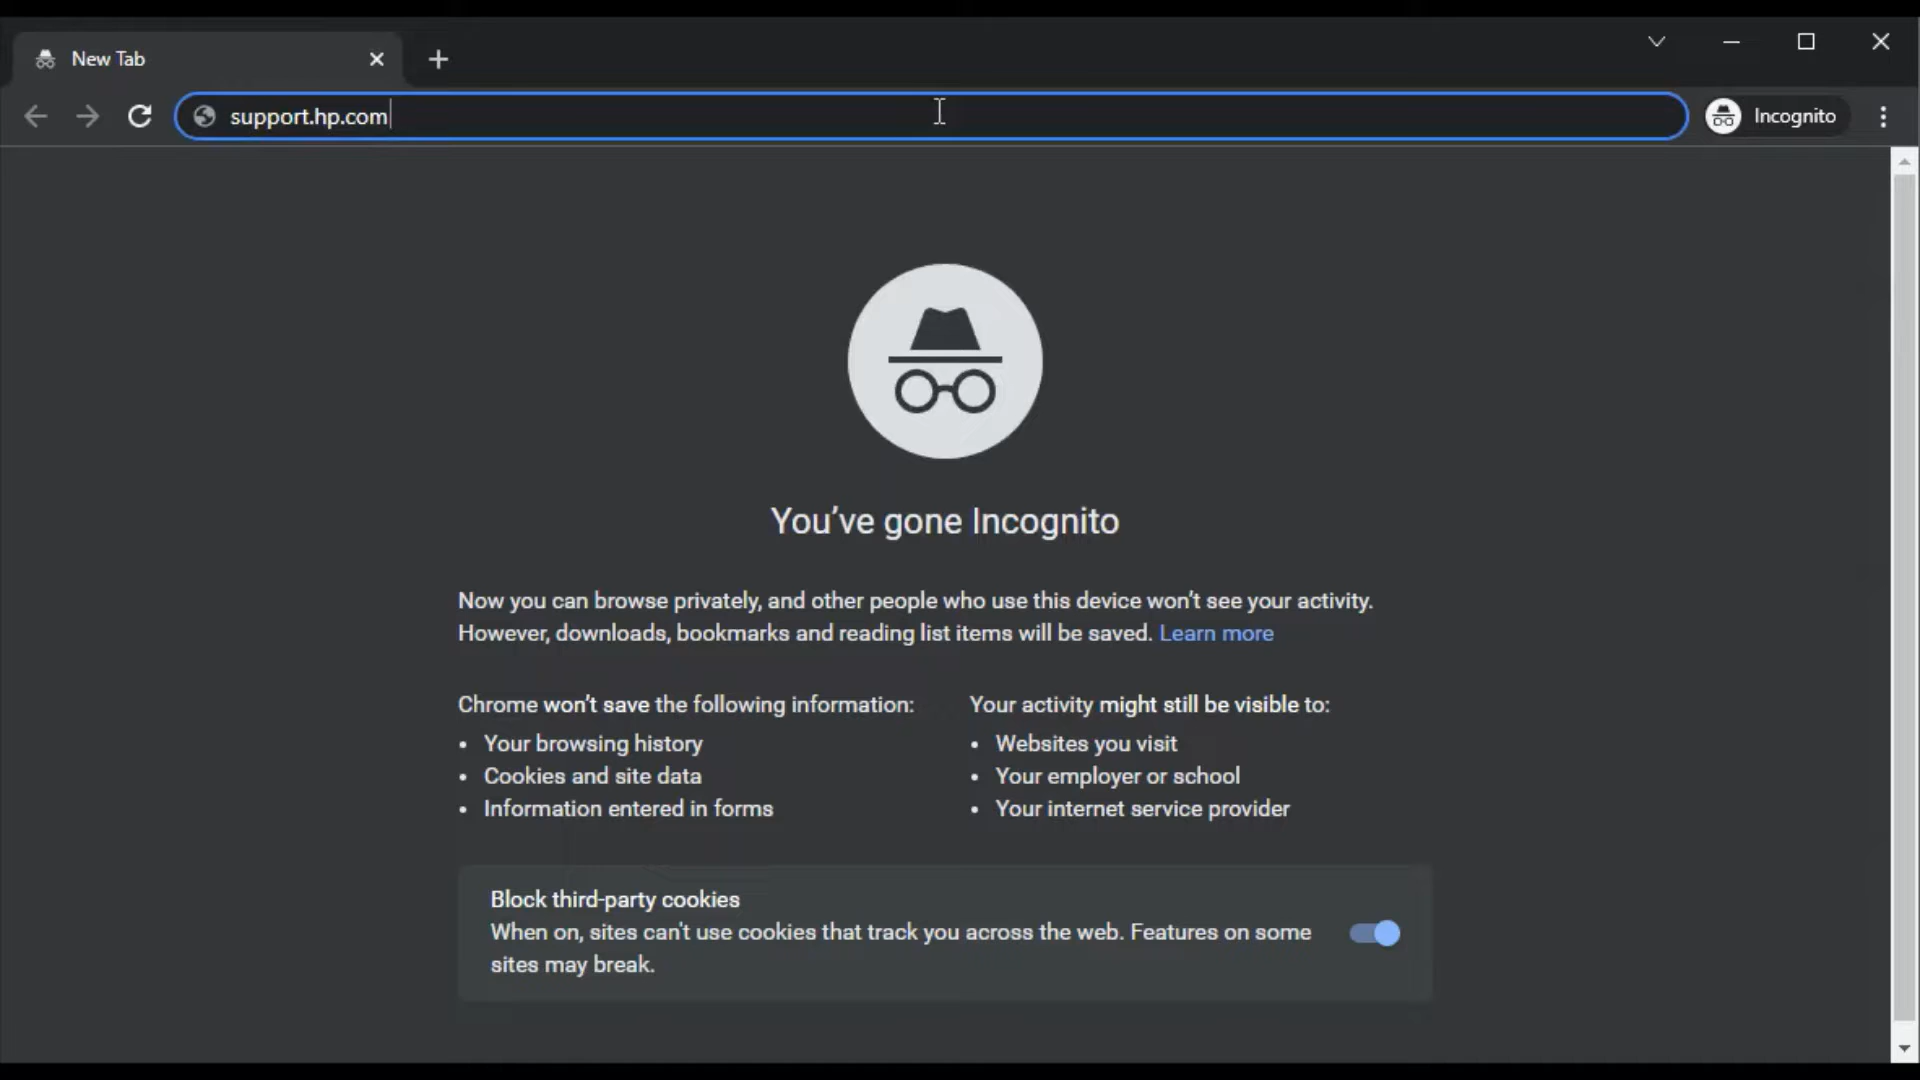 New Tab
support.hp.com
Incognito
You've gone Incognito
Now you can browse privately, and other people who use this device won't see your activity.
However, downloads, bookmarks and reading list items will be saved. Learn more
Chrome won't save the following information:
• Your browsing history
• Cookies and site data
• Information entered in forms
Your activity might still be visible to:
• Websites you visit
• Your employer or school
• Your internet service provider
Block third-party cookies
When on, sites can't use cookies that track you across the web. Features on some
sites may break.